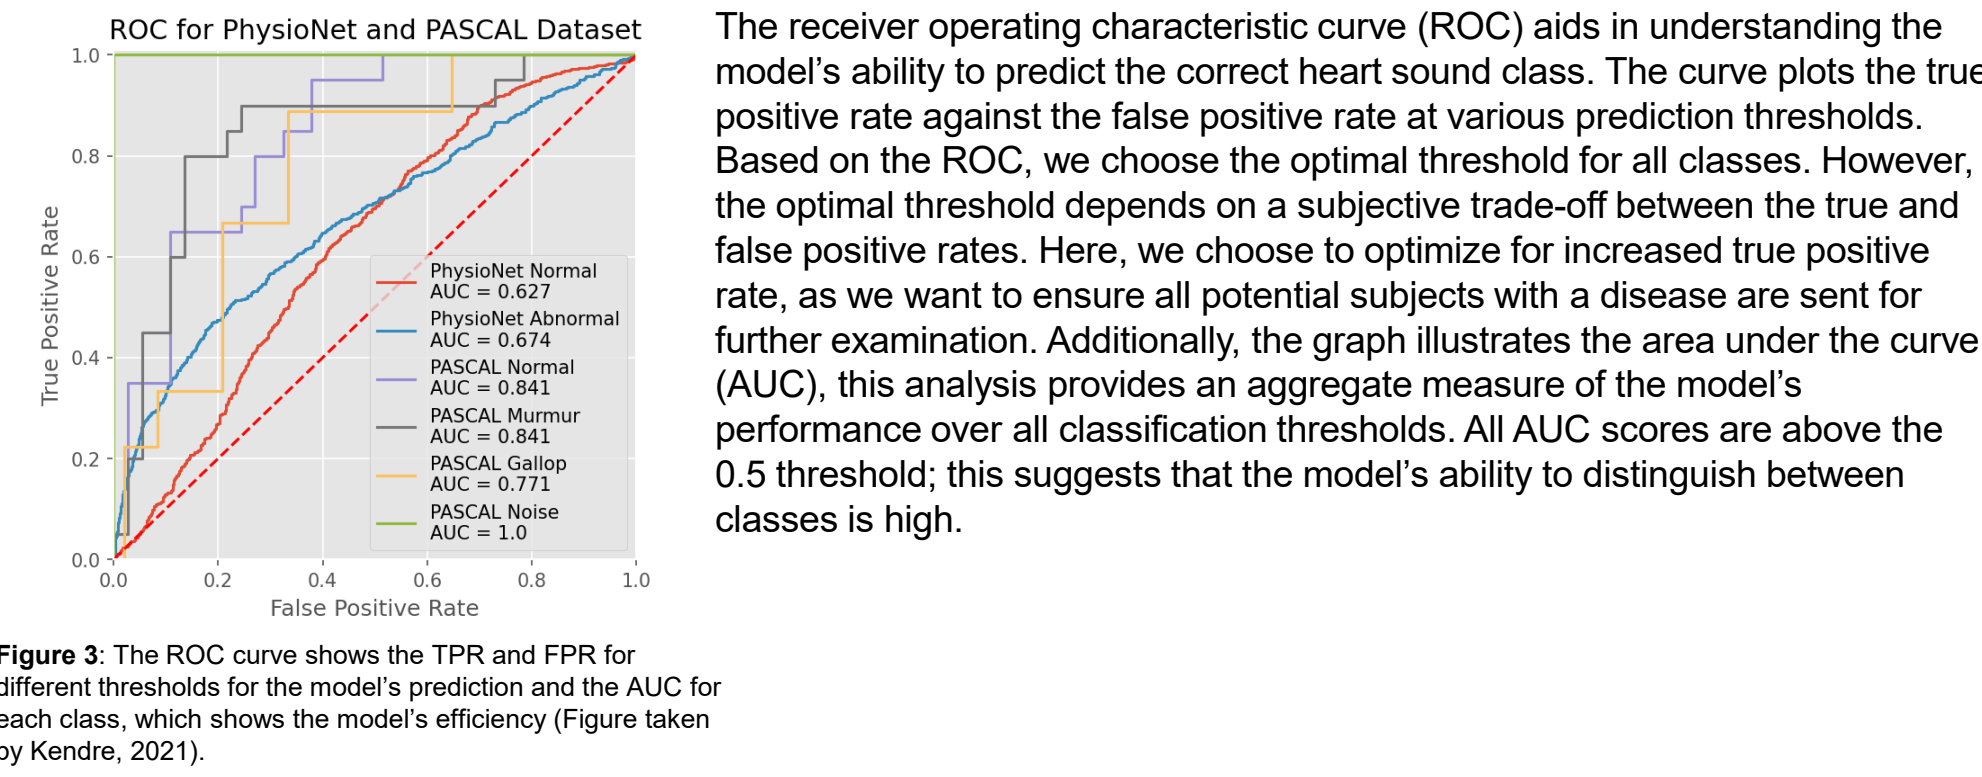 ROC for PhysioNet and PASCAL Dataset
1.0
0.8
0.6
0.4
0.2
0.0
True Positive Rate
0.0 0.2 0.4 0.6 0.8 1.0
False Positive Rate
PhysioNet Normal
AUC = 0.627
PhysioNet Abnormal
AUC = 0.674
PASCAL Normal
AUC = 0.841
PASCAL Murmur
AUC = 0.841
PASCAL Gallop
AUC = 0.771
PASCAL Noise
AUC = 1.0
Figure 3: The ROC curve shows the TPR and FPR for
different thresholds for the model’s prediction and the AUC for
each class, which shows the model’s efficiency (Figure taken
by Kendre, 2021).
The receiver operating characteristic curve (ROC) aids in understanding the
model’s ability to predict the correct heart sound class. The curve plots the true
positive rate against the false positive rate at various prediction thresholds.
Based on the ROC, we choose the optimal threshold for all classes. However,
the optimal threshold depends on a subjective trade-off between the true and
false positive rates. Here, we choose to optimize for increased true positive
rate, as we want to ensure all potential subjects with a disease are sent for
further examination. Additionally, the graph illustrates the area under the curve
(AUC), this analysis provides an aggregate measure of the model’s
performance over all classification thresholds. All AUC scores are above the
0.5 threshold; this suggests that the model’s ability to distinguish between
classes is high.